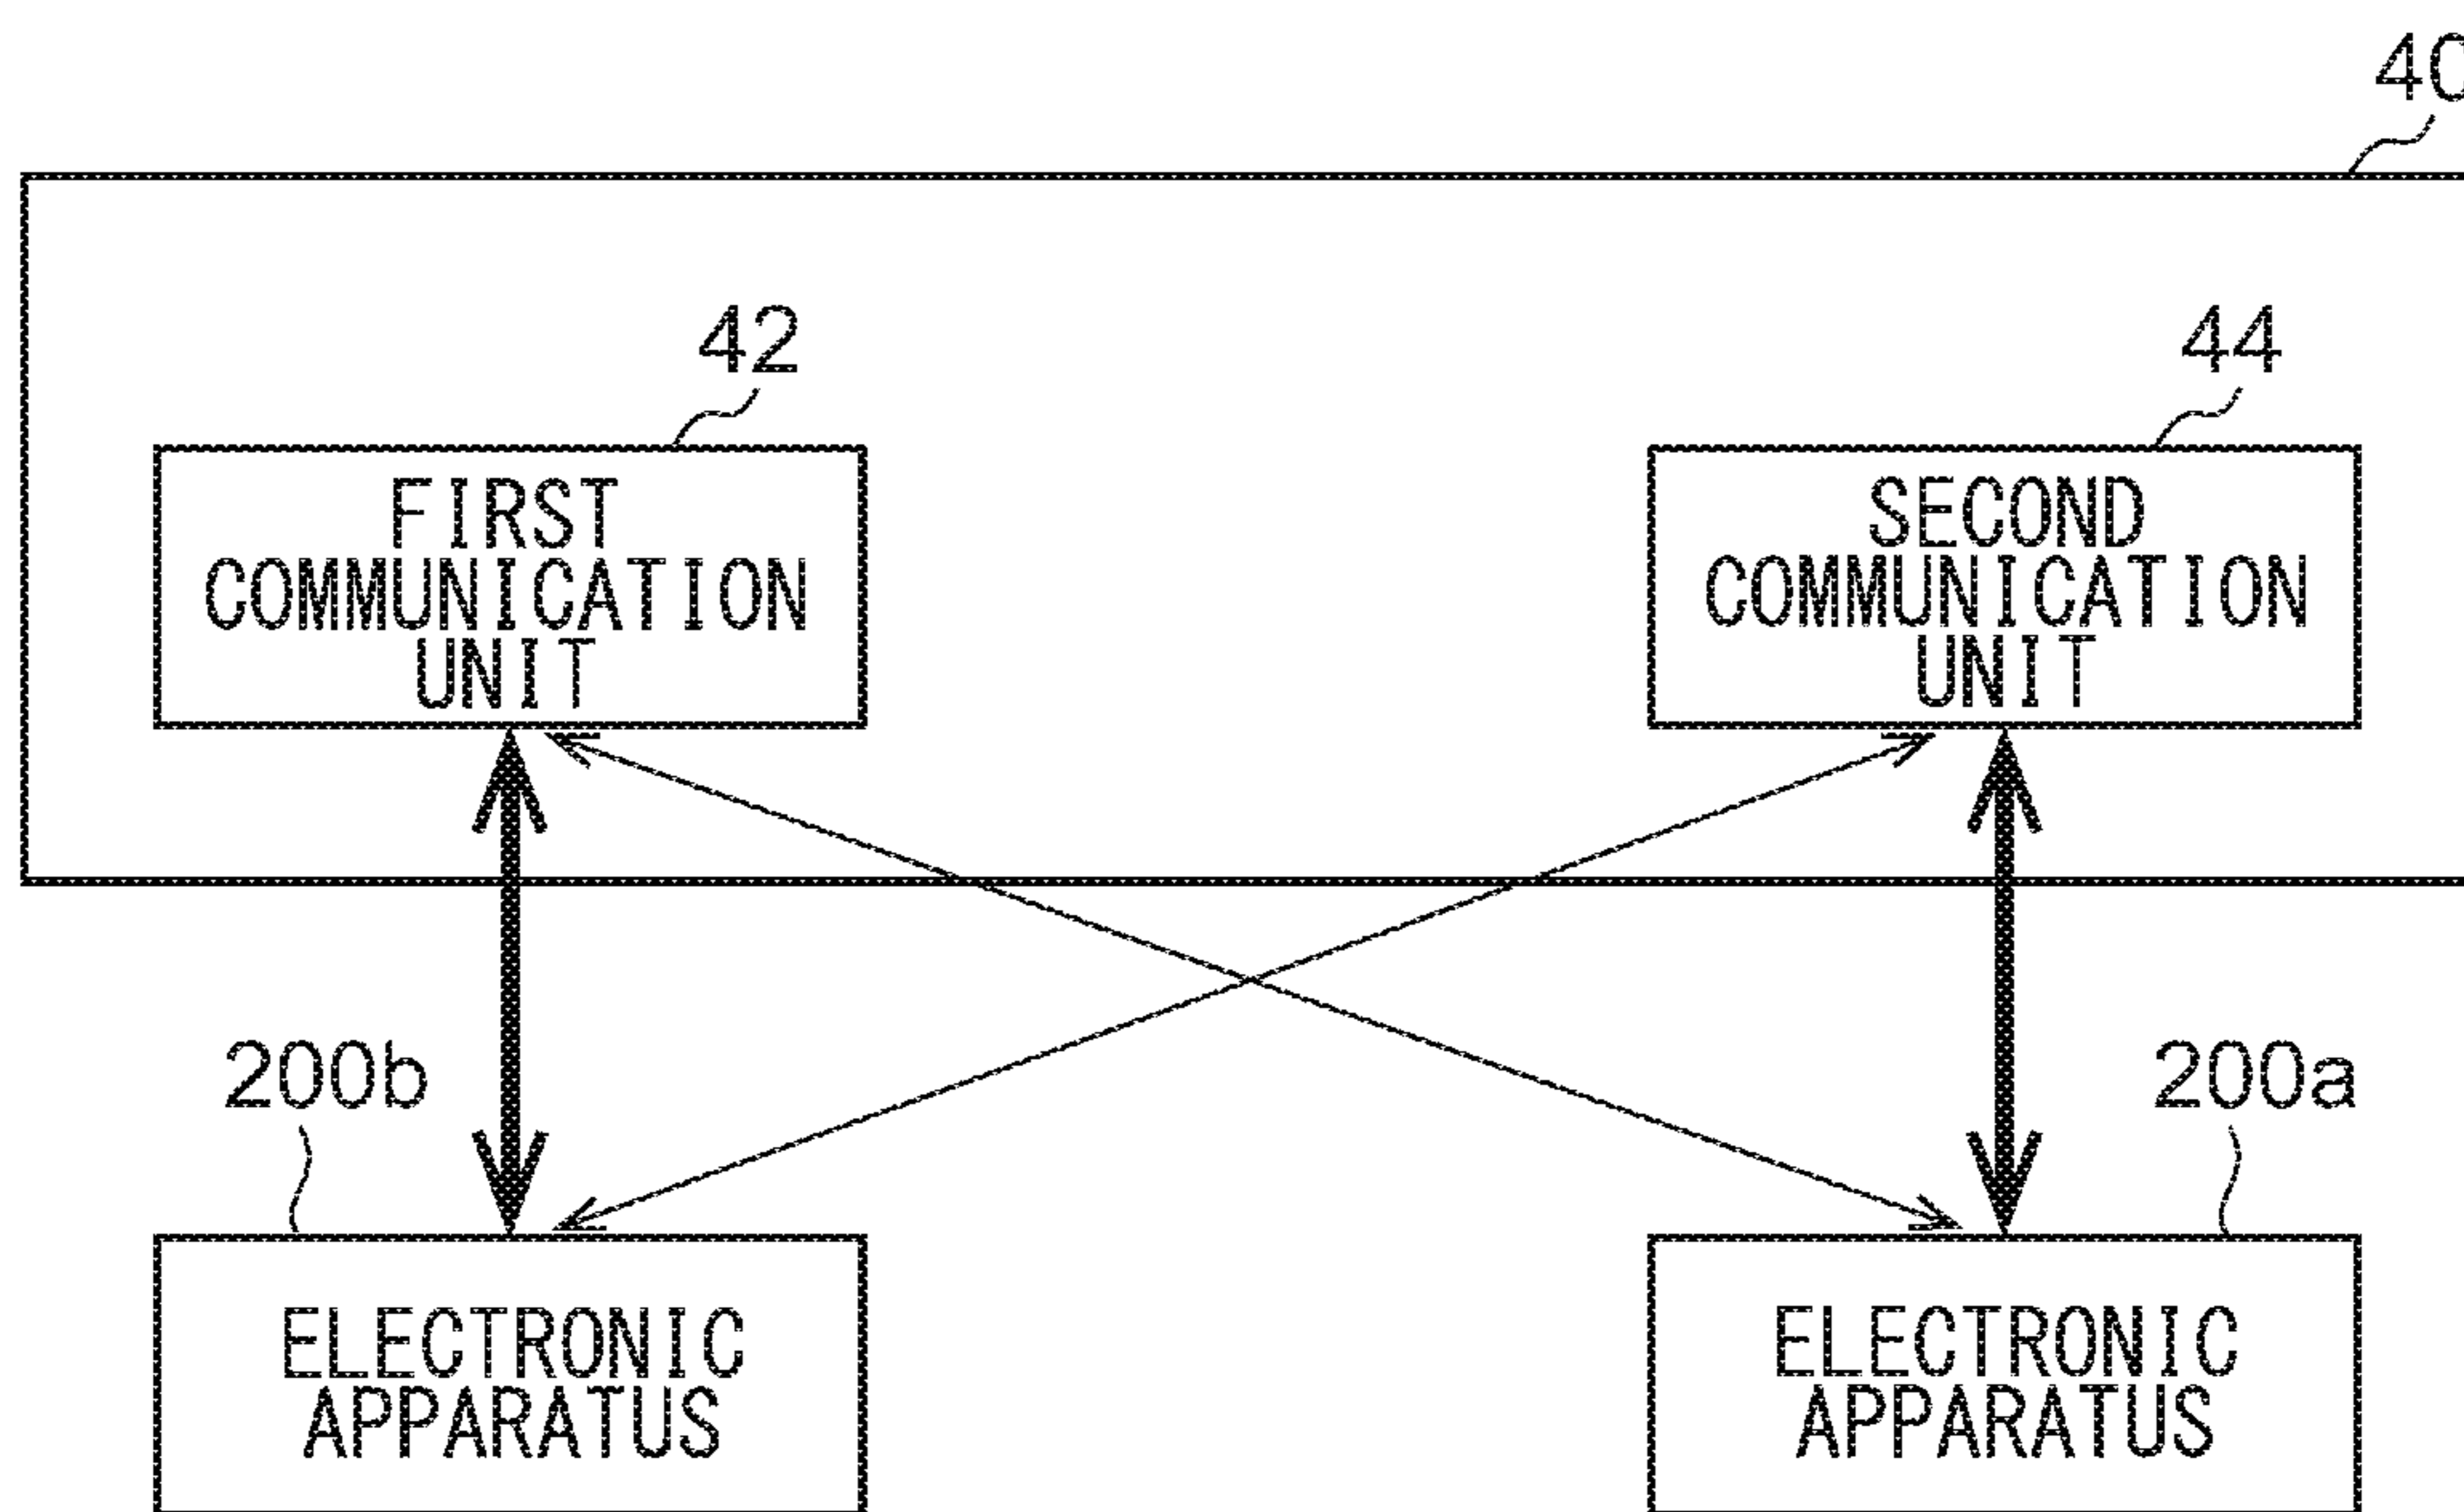 40
42
44
FIRST
COMMUNICATION
UNIT
SECOND
COMMUNICATION
UNIT
200b
200a
ELECTRONIC
APPARATUS
ELECTRONIC
APPARATUS